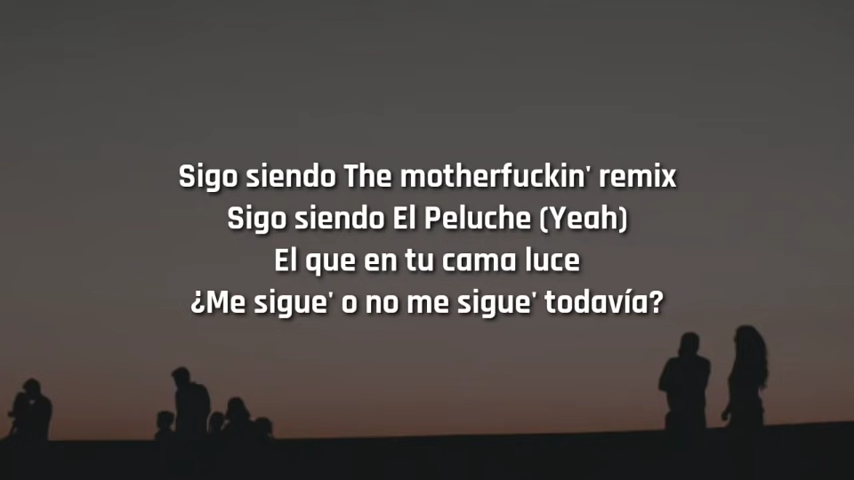 Sigo siendo The motherfuckin' remix
Sigo siendo El Peluche (Yeah)
El que en tu cama luce
¿Me sigue' o no me sigue' todavía?